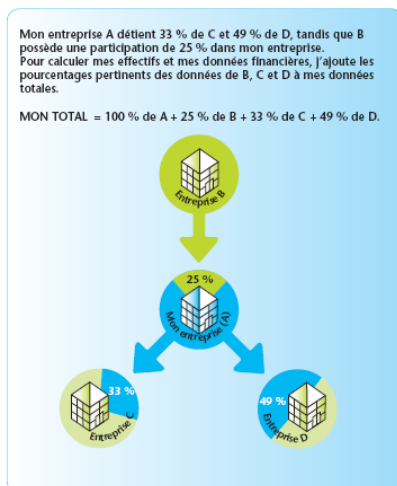 Mon entreprise A détient 33 % de C et 49 % de D, tandis que B
possède une participation de 25 % dans mon entreprise.
Pour calculer mes effectifs et mes données financières, j'ajoute les
pourcentages pertinents des données de B, C et D à mes données
totales.
MON TOTAL = 100 % de A + 25 % de B + 33 % de C + 49 % de D.
Entreprise B
25 %
Mon entreprise (A)
33 %
Entreprise C
49 %
Entreprise D